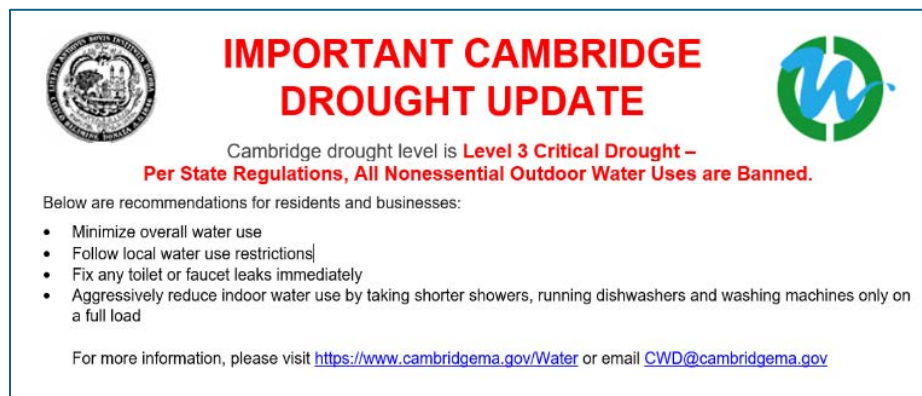 IMPORTANT CAMBRIDGE
DROUGHT UPDATE
Cambridge drought level is Level 3 Critical Drought –
Per State Regulations, All Nonessential Outdoor Water Uses are Banned.
Below are recommendations for residents and businesses:
• Minimize overall water use
• Follow local water use restrictions
• Fix any toilet or faucet leaks immediately
• Aggressively reduce indoor water use by taking shorter showers, running dishwashers and washing machines only on
a full load
For more information, please visit https://www.cambridgema.gov/Water or email CWD@cambridgema.gov